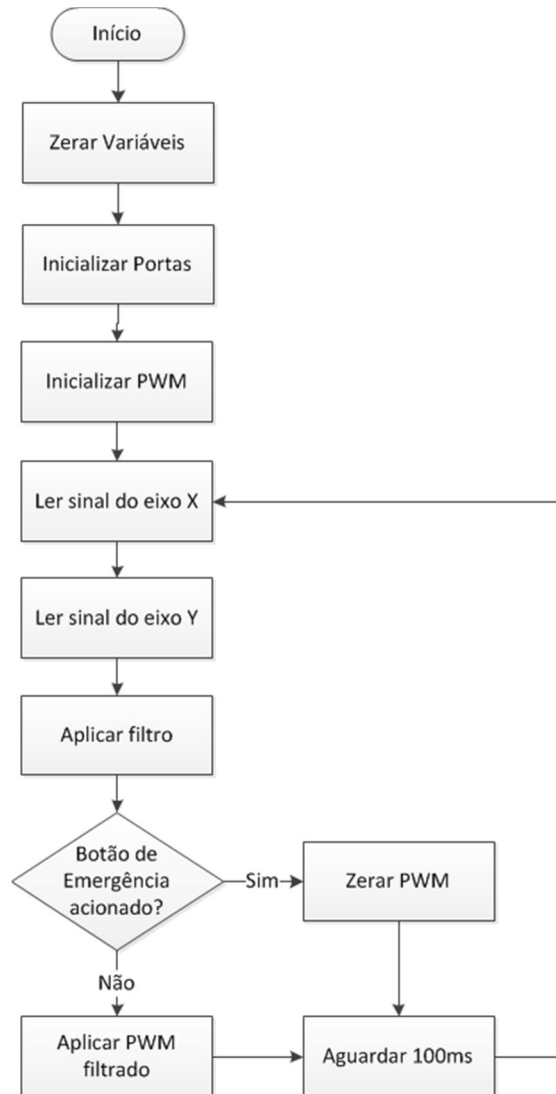 Início
Zerar Variáveis
Inicializar Portas
Inicializar PWM
Ler sinal do eixo X
Ler sinal do eixo Y
Aplicar filtro
Botão de
Emergência
acionado?
Sim
Zerar PWM
Não
Aplicar PWM
filtrado
Aguardar 100ms